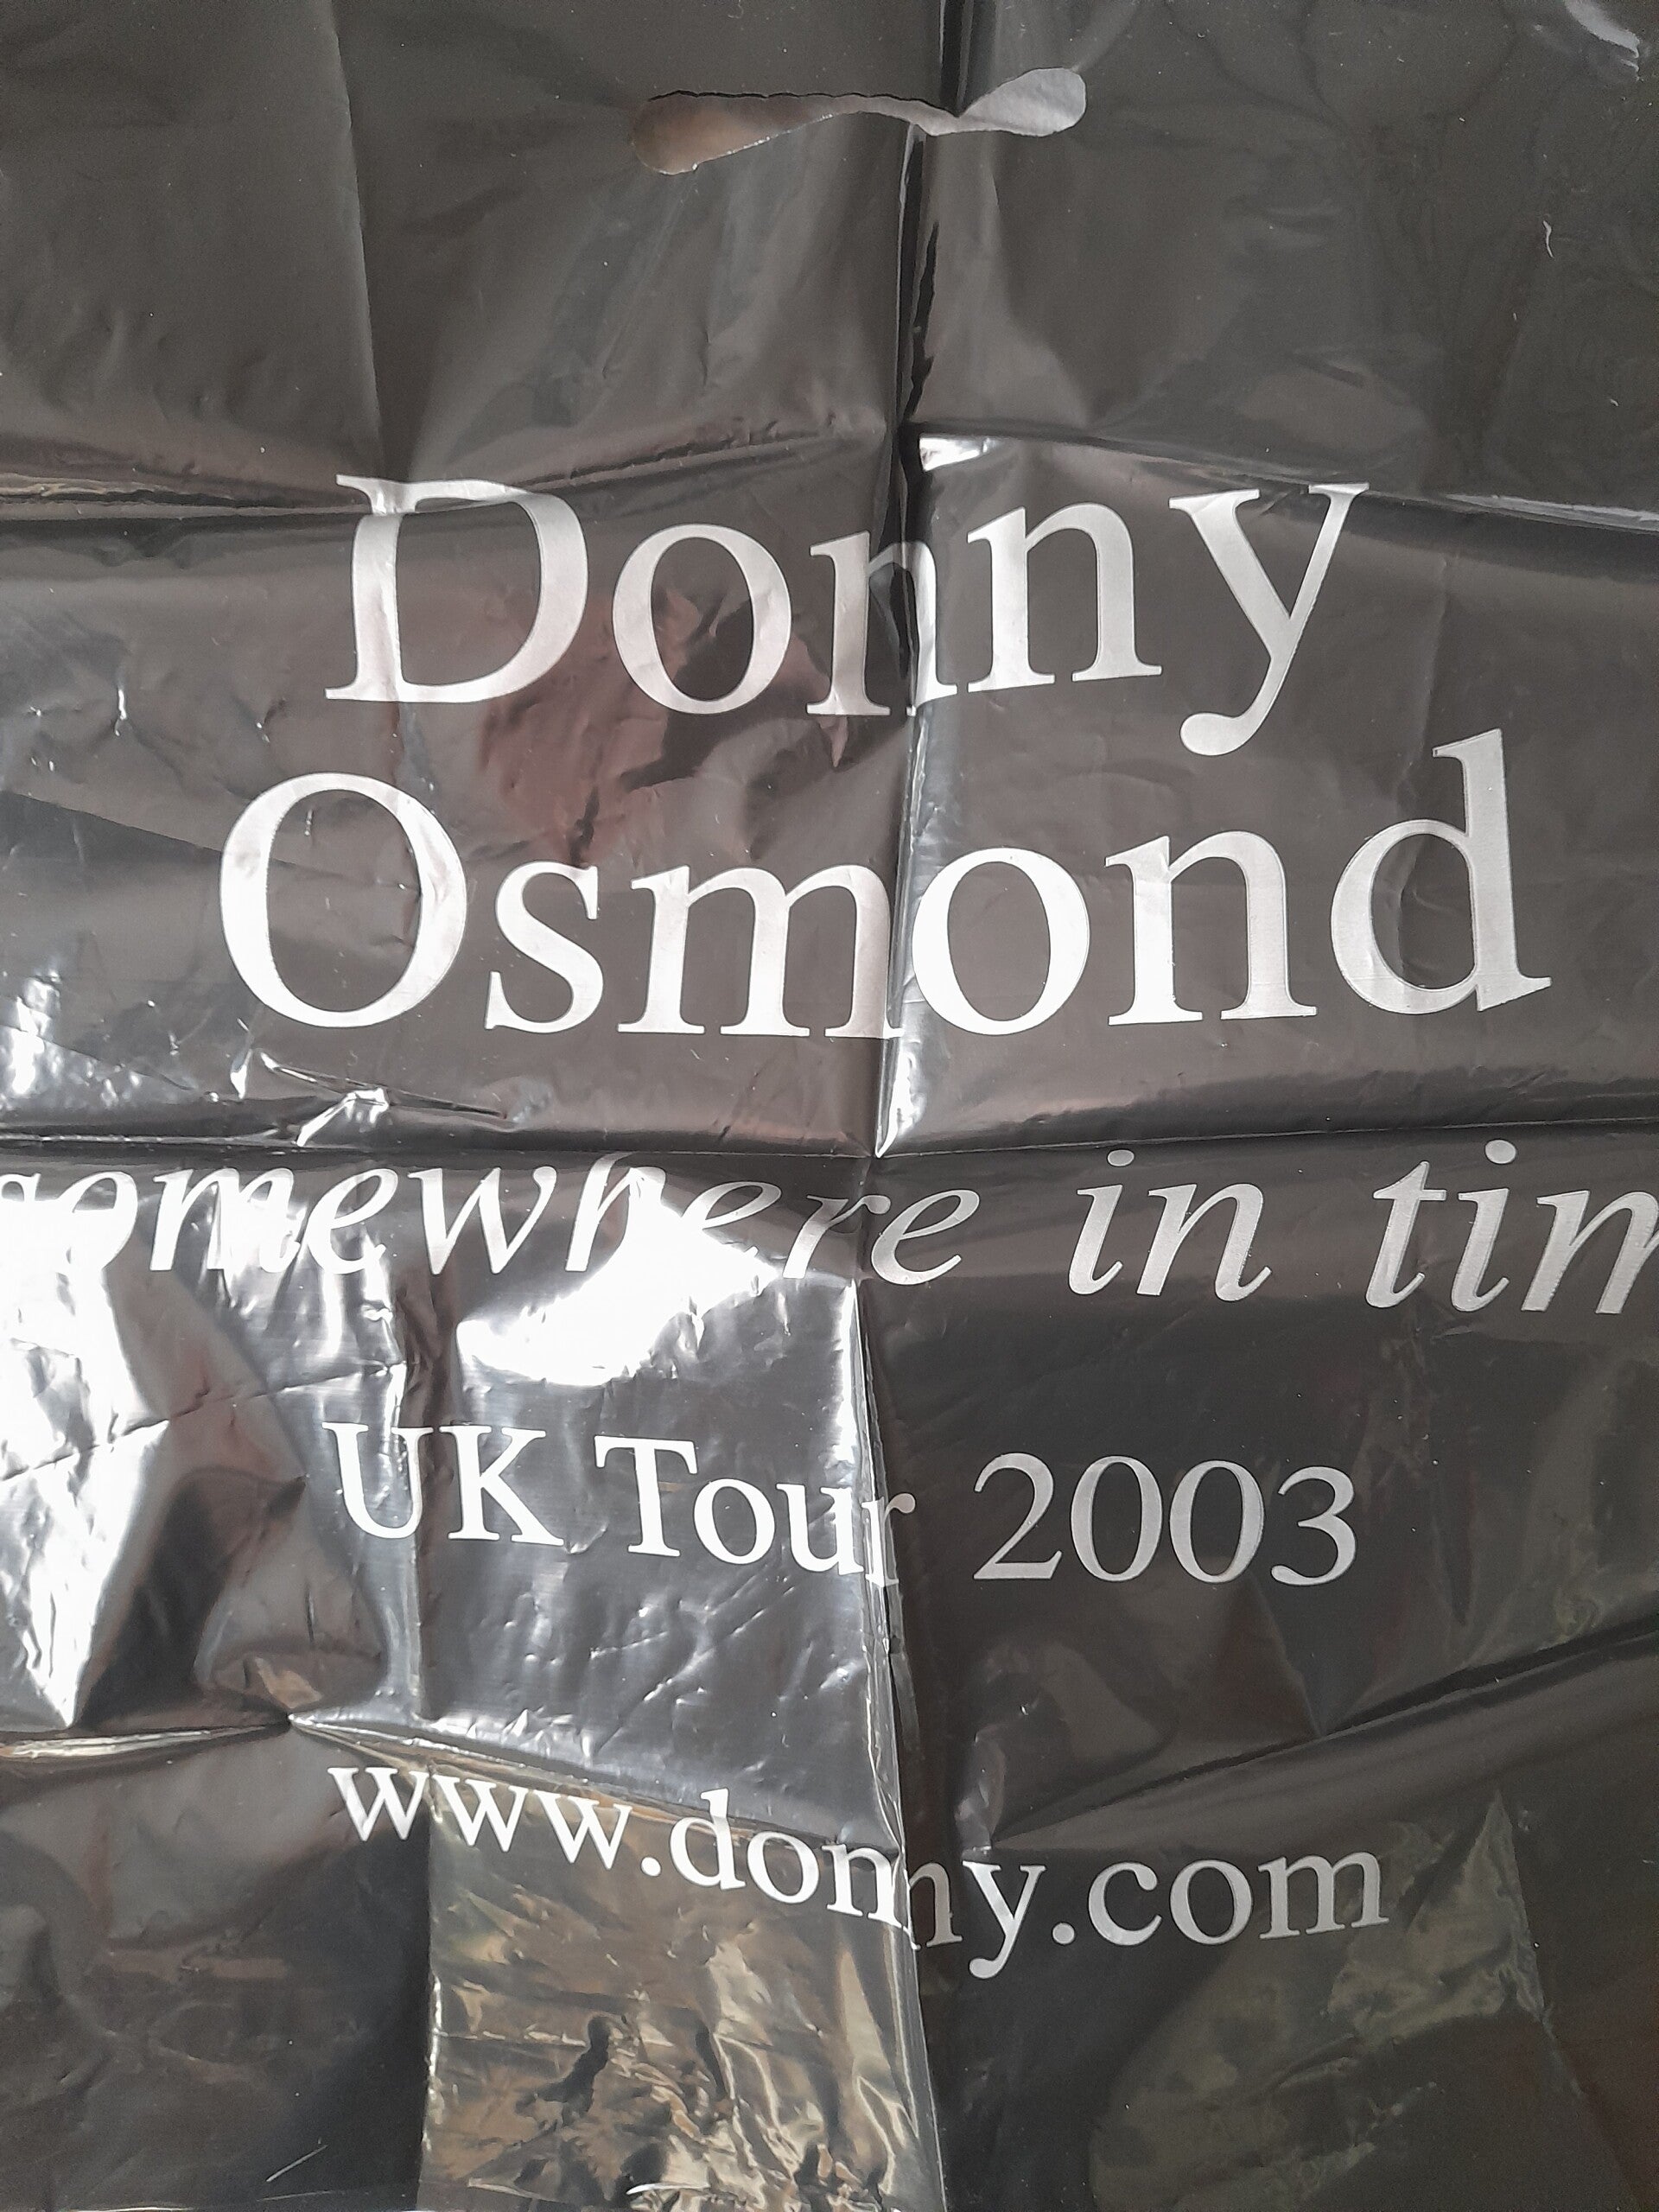 Donny
Osmond
somewhere in tim
UK Tour 2003
www.donny.com